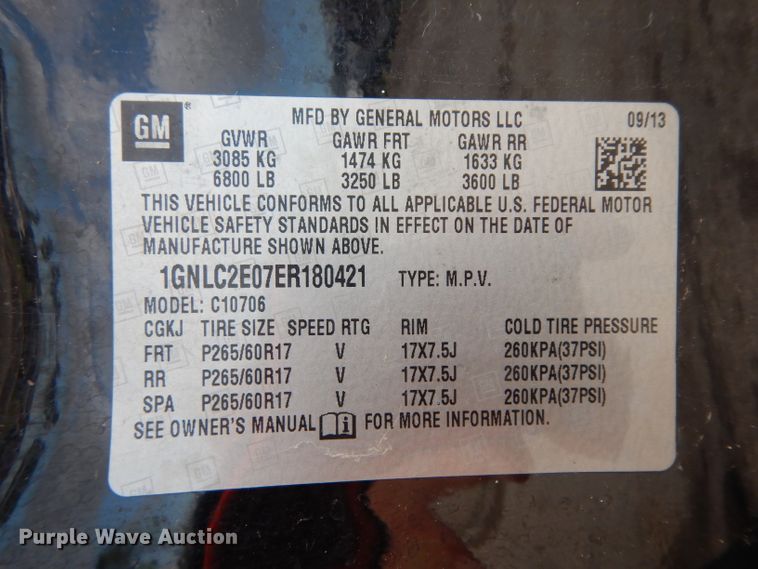 GM
MFD BY GENERAL MOTORS LLC 09/13
GVWR GAWR FRT GAWR RR
3085 KG 1474 KG 1633 KG
6800 LB 3250 LB 3600 LB
THIS VEHICLE CONFORMS TO ALL APPLICABLE U.S. FEDERAL MOTOR
VEHICLE SAFETY STANDARDS IN EFFECT ON THE DATE OF
MANUFACTURE SHOWN ABOVE.
1GNLC2E07ER180421 TYPE: M.P.V.
MODEL: C10706
CGKJ TIRE SIZE SPEED RTG RIM COLD TIRE PRESSURE
FRT P265/60R17 V 17X7.5J 260KPA(37PSI)
RR P265/60R17 V 17X7.5J 260KPA(37PSI)
SPA P265/60R17 V 17X7.5J 260KPA(37PSI)
SEE OWNER'S MANUAL FOR MORE INFORMATION.
Purple Wave Auction